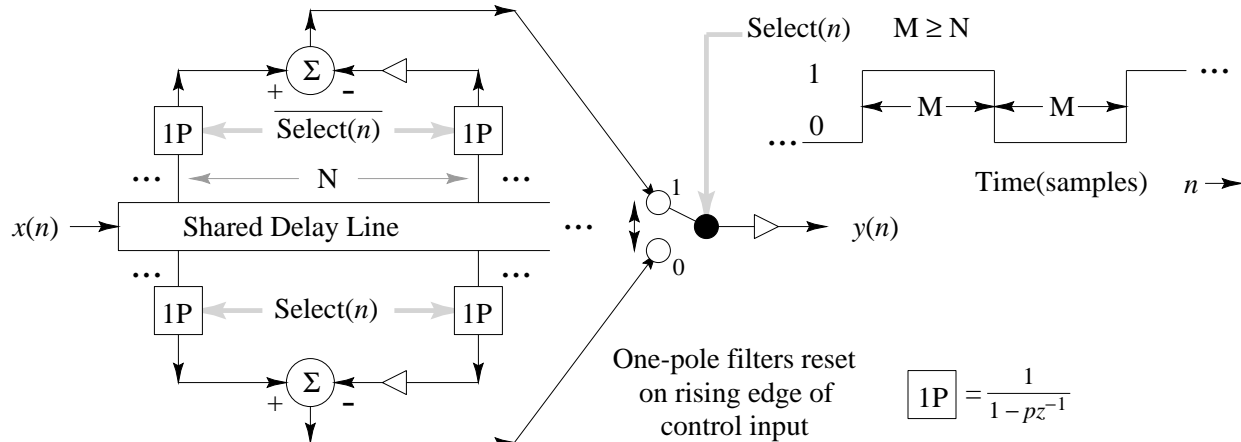 Select(n) M ≥ N
Σ
+ -
1
0
M M
...
...
1P Select(n) 1P
... N ...
Time(samples) n
x(n) Shared Delay Line ...
1
0
y(n)
... ...
1P Select(n) 1P
Σ
+ -
One-pole filters reset
on rising edge of
control input
1P = 1 / 1 - pz⁻¹